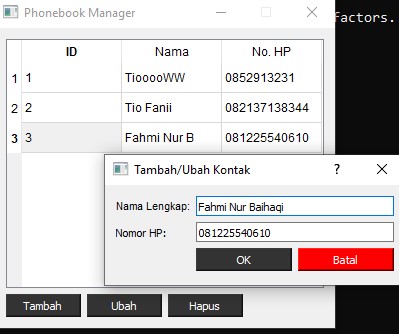 Phonebook Manager
factors.
ID Nama No. HP
1 1 TiooooWW 0852913231
2 2 Tio Fanii 082137138344
3 3 Fahmi Nur B 081225540610
Tambah/Ubah Kontak ?
Nama Lengkap: Fahmi Nur Baihaqi
Nomor HP: 081225540610
OK Batal
Tambah Ubah Hapus